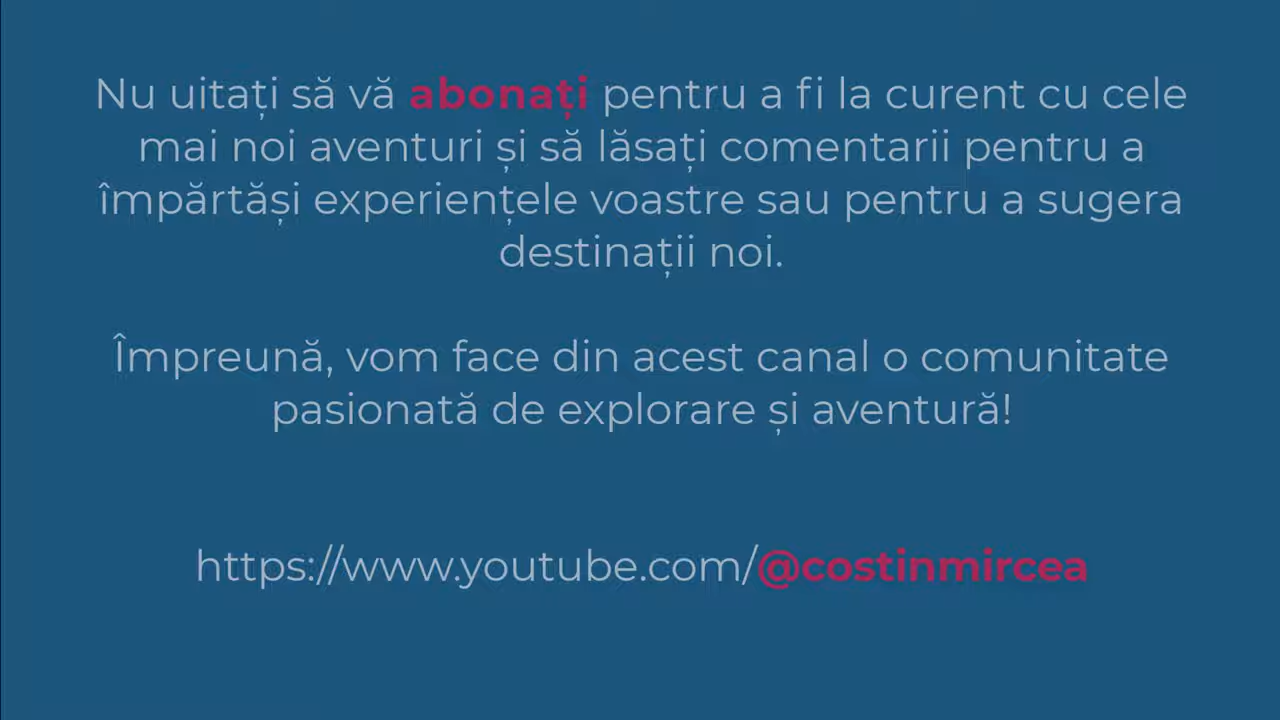 Nu uitați să vă abonați pentru a fi la curent cu cele
mai noi aventuri și să lăsați comentarii pentru a
împărtăși experiențele voastre sau pentru a sugera
destinații noi.
Împreună, vom face din acest canal o comunitate
pasionată de explorare și aventură!
https://www.youtube.com/@costinmircea